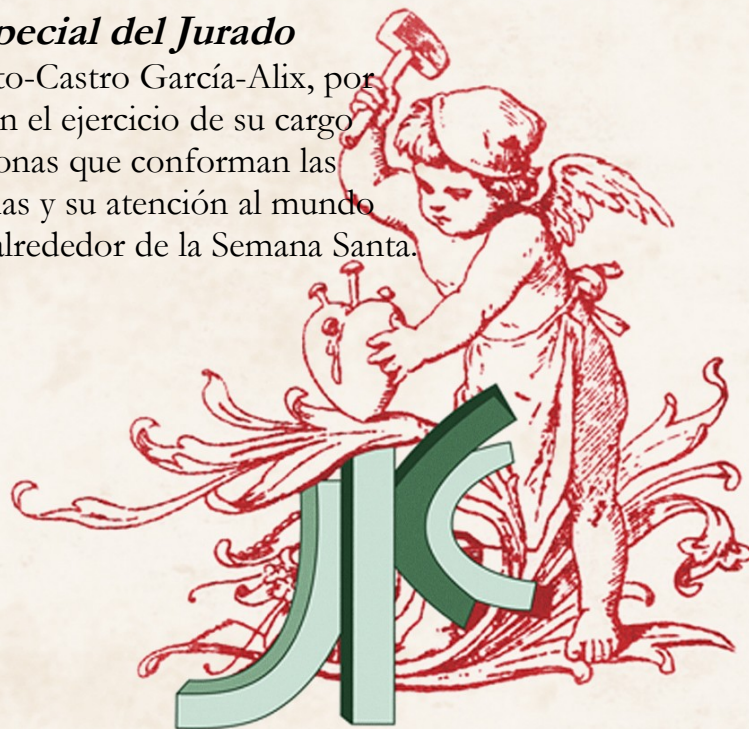 pecial del Jurado
to-Castro García-Alix, por
n el ejercicio de su cargo
onas que conforman las
as y su atención al mundo
alrededor de la Semana Santa.